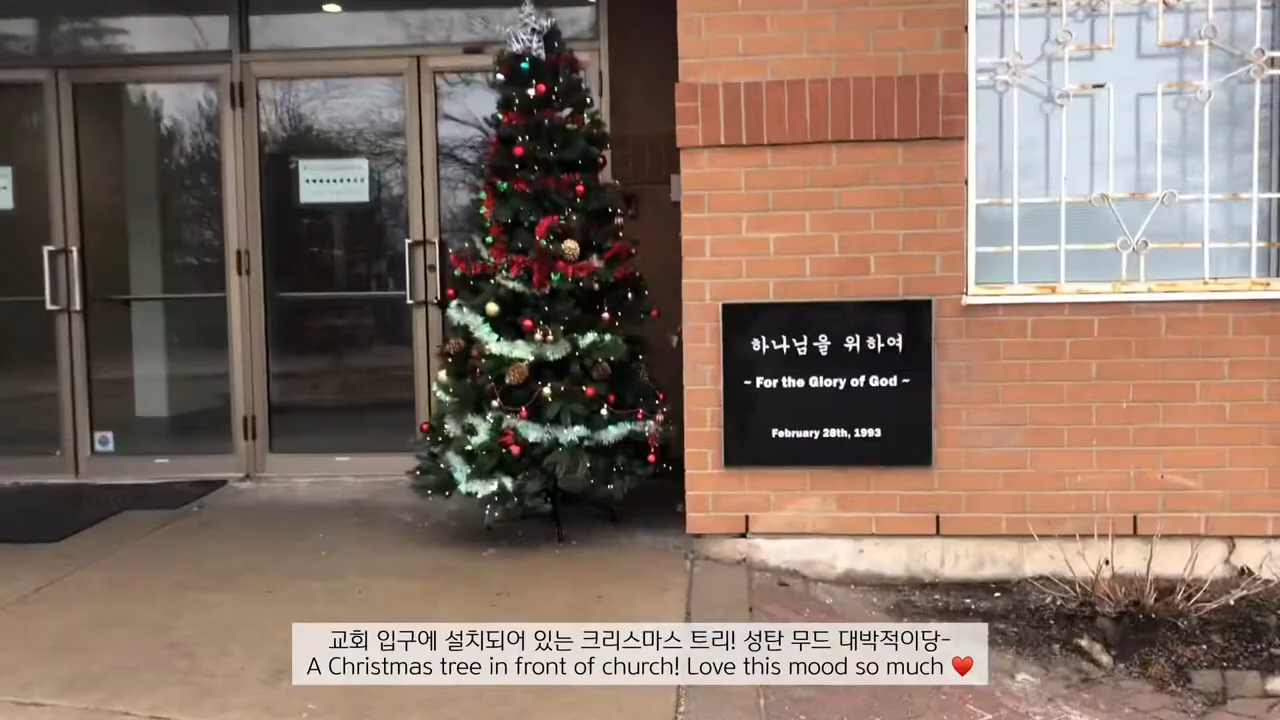 하나님을 위하여
~ For the Glory of God ~
February 28th, 1993
교회 입구에 설치되어 있는 크리스마스 트리! 성탄 무드 대박적이당~
A Christmas tree in front of church! Love this mood so much ❤️